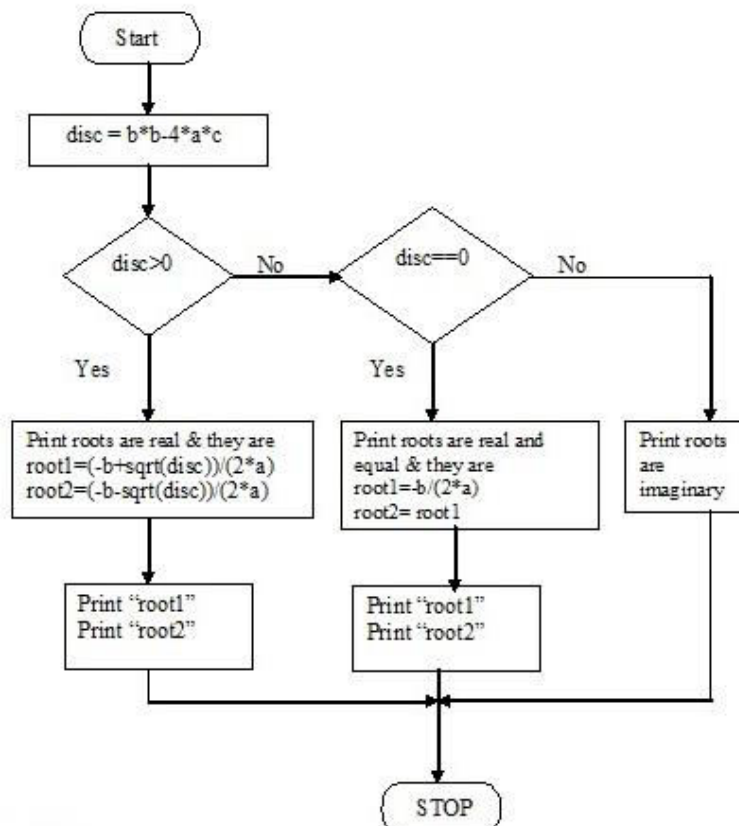 Start
disc = b*b-4*a*c
disc>0
No
disc==0
No
Yes
Yes
Print roots are real & they are
root1=(-b+sqrt(disc))/(2*a)
root2=(-b-sqrt(disc))/(2*a)
Print roots are real and
equal & they are
root1=-b/(2*a)
root2= root1
Print roots
are
imaginary
Print “root1”
Print “root2”
Print “root1”
Print “root2”
STOP